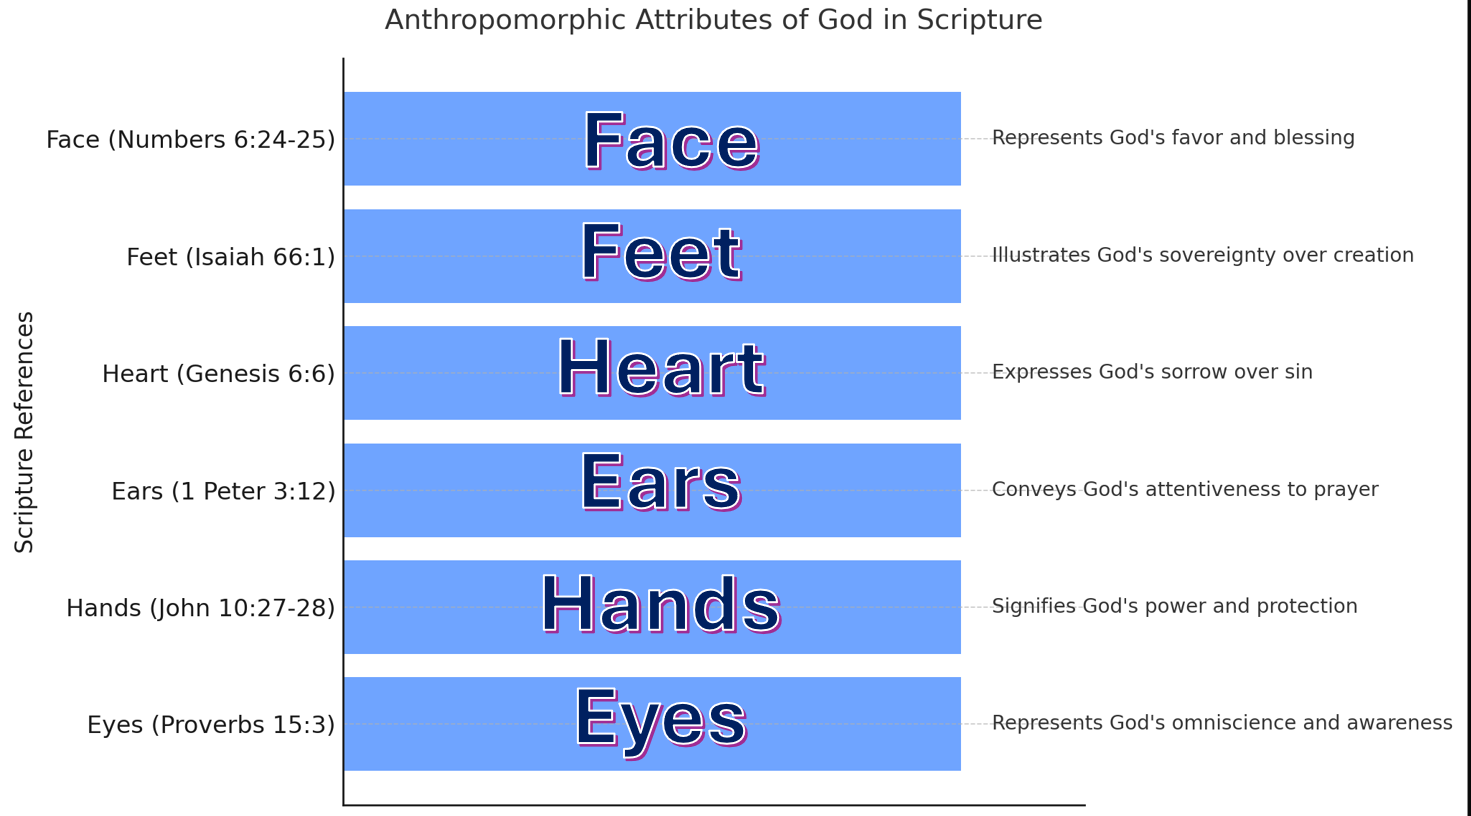 Anthropomorphic Attributes of God in Scripture
Face (Numbers 6:24-25)
Face
Represents God's favor and blessing
Feet (Isaiah 66:1)
Feet
Illustrates God's sovereignty over creation
Heart (Genesis 6:6)
Heart
Expresses God's sorrow over sin
Ears (1 Peter 3:12)
Ears
Conveys God's attentiveness to prayer
Hands (John 10:27-28)
Hands
Signifies God's power and protection
Eyes (Proverbs 15:3)
Eyes
Represents God's omniscience and awareness
Scripture References